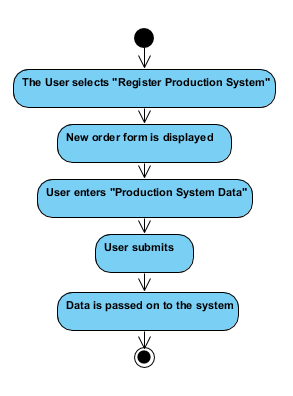 The User selects "Register Production System"
New order form is displayed
User enters "Production System Data"
User submits
Data is passed on to the system